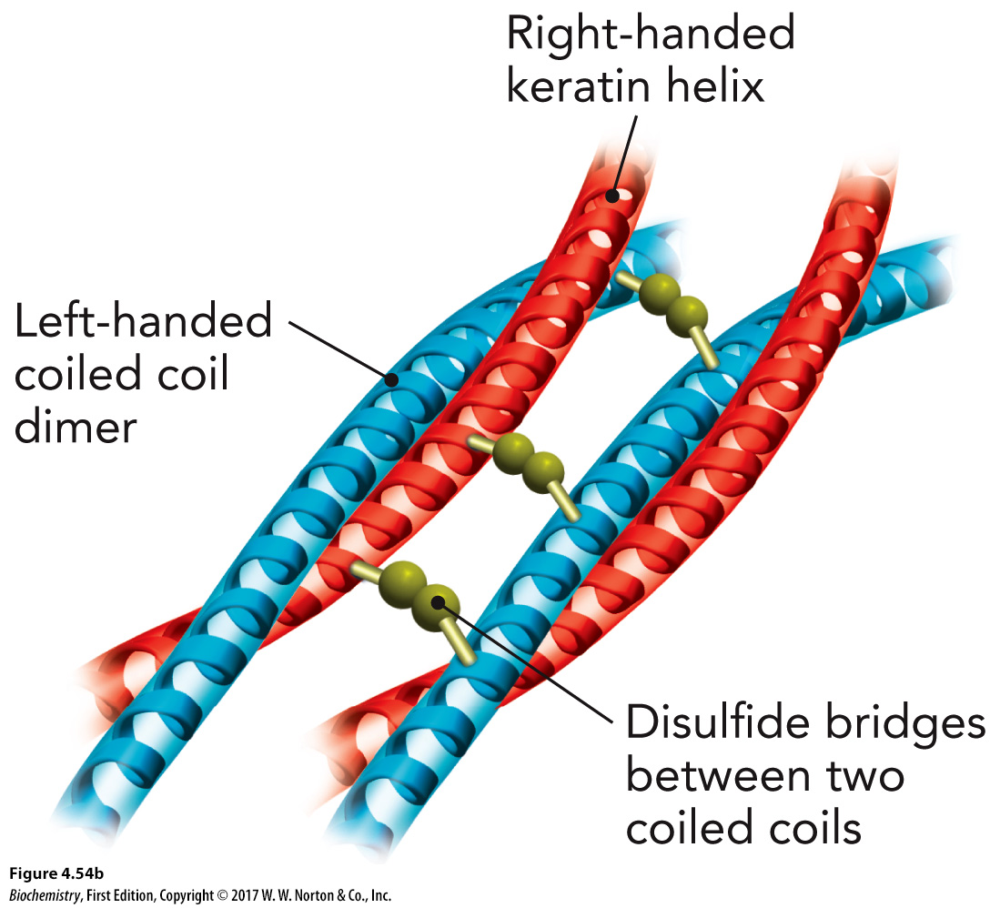 Right-handed
keratin helix
Left-handed
coiled coil
dimer
Disulfide bridges
between two
coiled coils
Figure 4.54b
Biochemistry, First Edition, Copyright © 2017 W. W. Norton & Co., Inc.